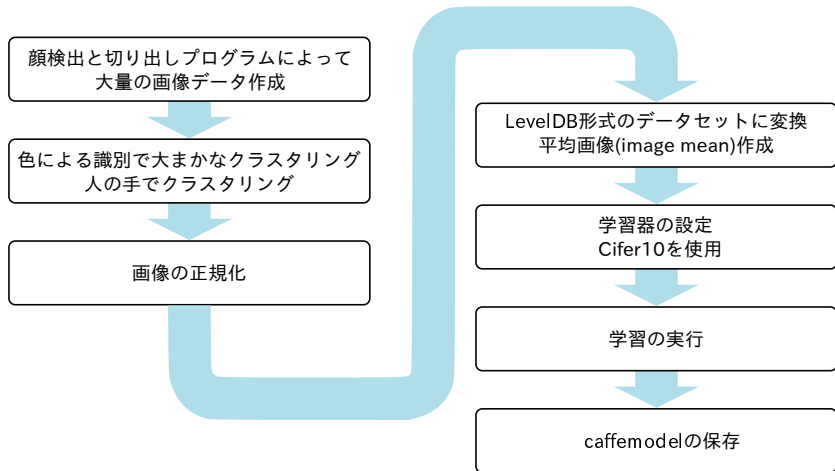 顔検出と切り出しプログラムによって
大量の画像データ作成
色による識別で大まかなクラスタリング
人の手でクラスタリング
画像の正規化
LevelDB形式のデータセットに変換
平均画像(image mean)作成
学習器の設定
Cifer10を使用
学習の実行
caffemodelの保存